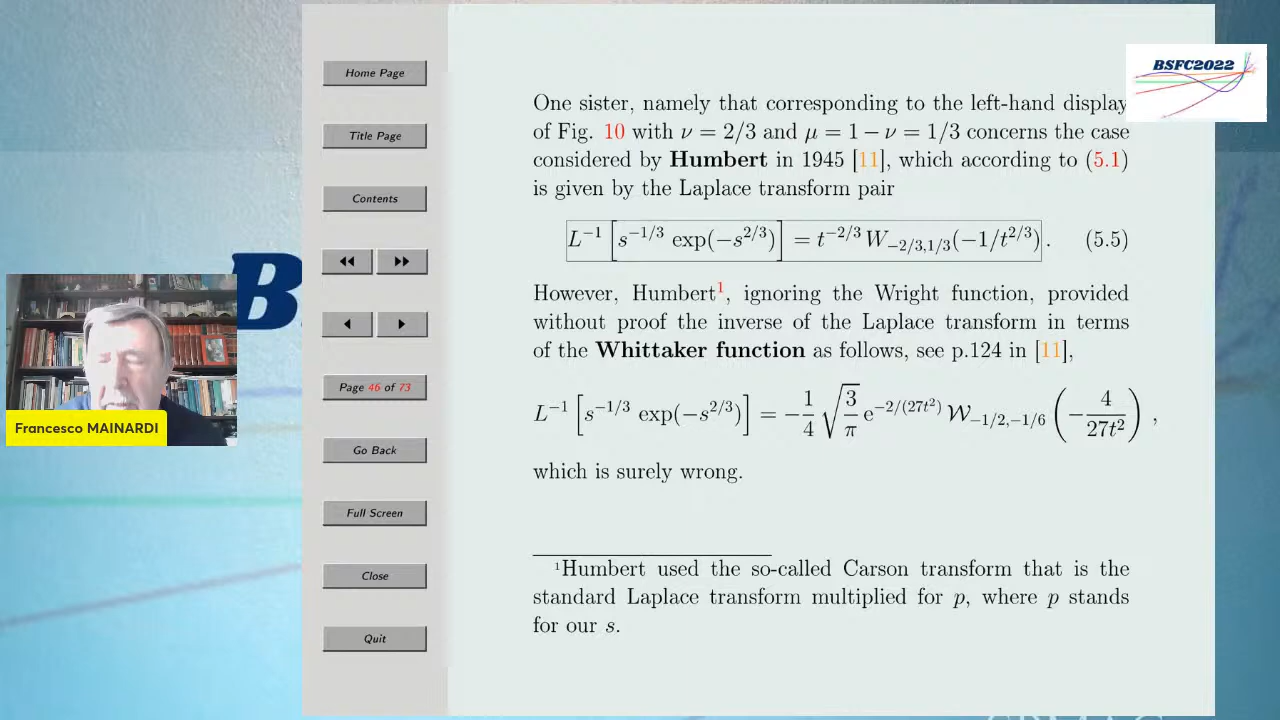 Home Page
Title Page
Contents
◀◀ ▶▶
◀ ▶
Page 46 of 73
Go Back
Full Screen
Close
Quit
BSFC2022
One sister, namely that corresponding to the left-hand display
of Fig. 10 with ν = 2/3 and μ = 1 − ν = 1/3 concerns the case
considered by Humbert in 1945 [11], which according to (5.1)
is given by the Laplace transform pair
L⁻¹ [s^{−1/3} exp(−s^{2/3})] = t^{−2/3} W_{−2/3,1/3}(−1/t^{2/3}) . (5.5)
However, Humbert¹, ignoring the Wright function, provided
without proof the inverse of the Laplace transform in terms
of the Whittaker function as follows, see p.124 in [11],
L⁻¹ [s^{−1/3} exp(−s^{2/3})] = −1/4 √(3/π) e^{−2/(27t²)} 𝒲_{−1/2,−1/6} (−4/(27t²)) ,
which is surely wrong.
¹Humbert used the so-called Carson transform that is the
standard Laplace transform multiplied for p, where p stands
for our s.
Francesco MAINARDI